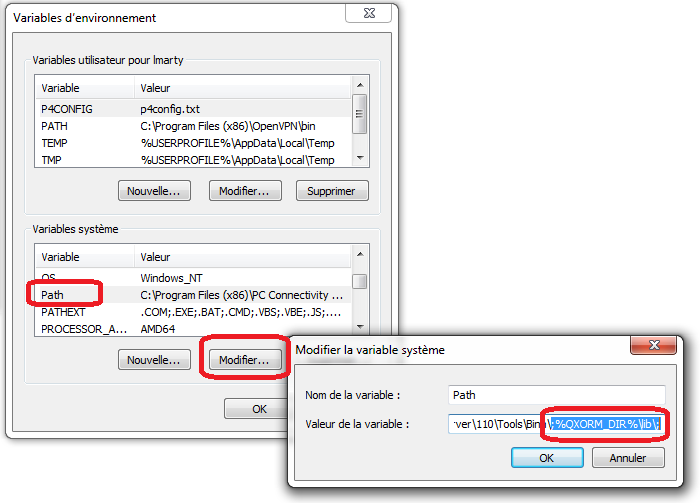 Variables d'environnement
Variables utilisateur pour lmarty
Variable Valeur
P4CONFIG p4config.txt
PATH C:\Program Files (x86)\OpenVPN\bin
TEMP %USERPROFILE%\AppData\Local\Temp
TMP %USERPROFILE%\AppData\Local\Temp
Nouvelle... Modifier... Supprimer
Variables système
Variable Valeur
OS Windows_NT
Path C:\Program Files (x86)\PC Connectivity ...
PATHEXT .COM;.EXE;.BAT;.CMD;.VBS;.VBE;.JS;....
PROCESSOR_A... AMD64
Nouvelle... Modifier...
OK
Modifier la variable système
Nom de la variable : Path
Valeur de la variable : rver\110\Tools\Binn\;%QXORM_DIR%\lib\;
OK Annuler